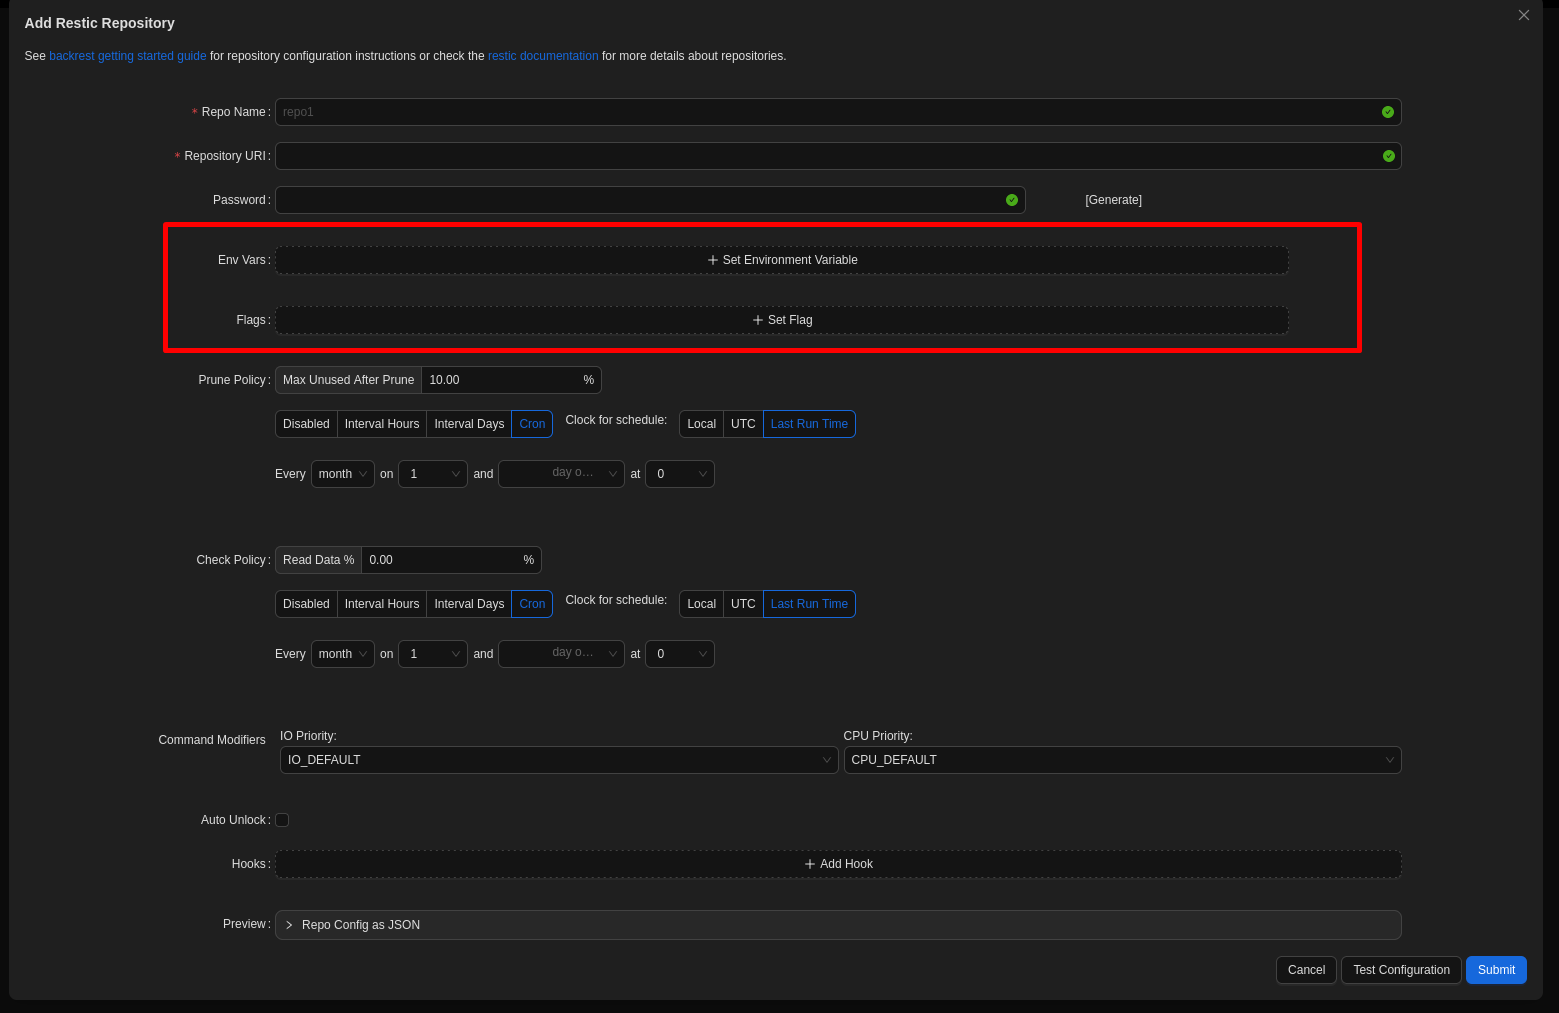 Add Restic Repository
See backrest getting started guide for repository configuration instructions or check the restic documentation for more details about repositories.
* Repo Name : repo1
* Repository URI :
Password : [Generate]
Env Vars : + Set Environment Variable
Flags : + Set Flag
Prune Policy : Max Unused After Prune 10.00 %
Disabled Interval Hours Interval Days Cron Clock for schedule: Local UTC Last Run Time
Every month on 1 and day o... at 0
Check Policy : Read Data % 0.00 %
Disabled Interval Hours Interval Days Cron Clock for schedule: Local UTC Last Run Time
Every month on 1 and day o... at 0
IO Priority: CPU Priority:
Command Modifiers
IO_DEFAULT CPU_DEFAULT
Auto Unlock :
Hooks : + Add Hook
Preview : Repo Config as JSON
Cancel Test Configuration Submit